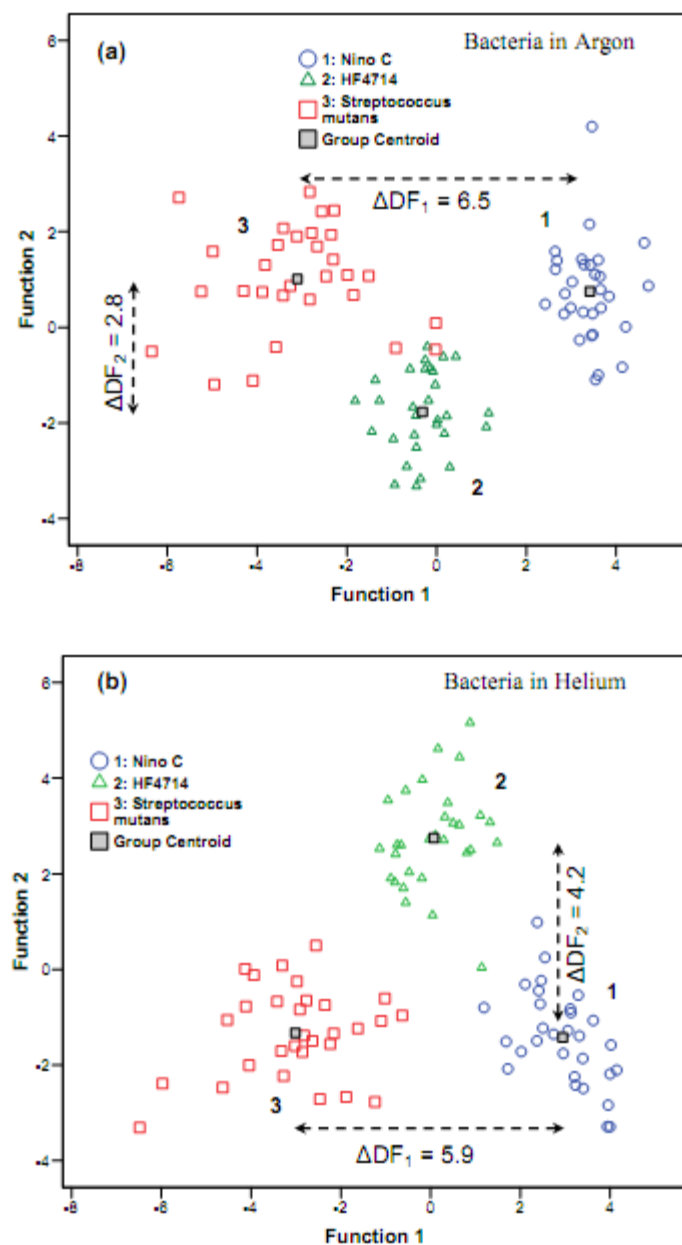 (a)
Bacteria in Argon
1: Nino C
2: HF4714
3: Streptococcus
mutans
Group Centroid
ΔDF₁ = 6.5
3
1
ΔDF₂ = 2.8
2
6
4
2
0
-2
-4
Function 2
-8
-6
-4
-2
0
2
4
Function 1
(b)
Bacteria in Helium
1: Nino C
2: HF4714
3: Streptococcus
mutans
Group Centroid
2
ΔDF₂ = 4.2
1
3
ΔDF₁ = 5.9
6
4
2
0
-2
-4
Function 2
-8
-6
-4
-2
0
2
4
Function 1